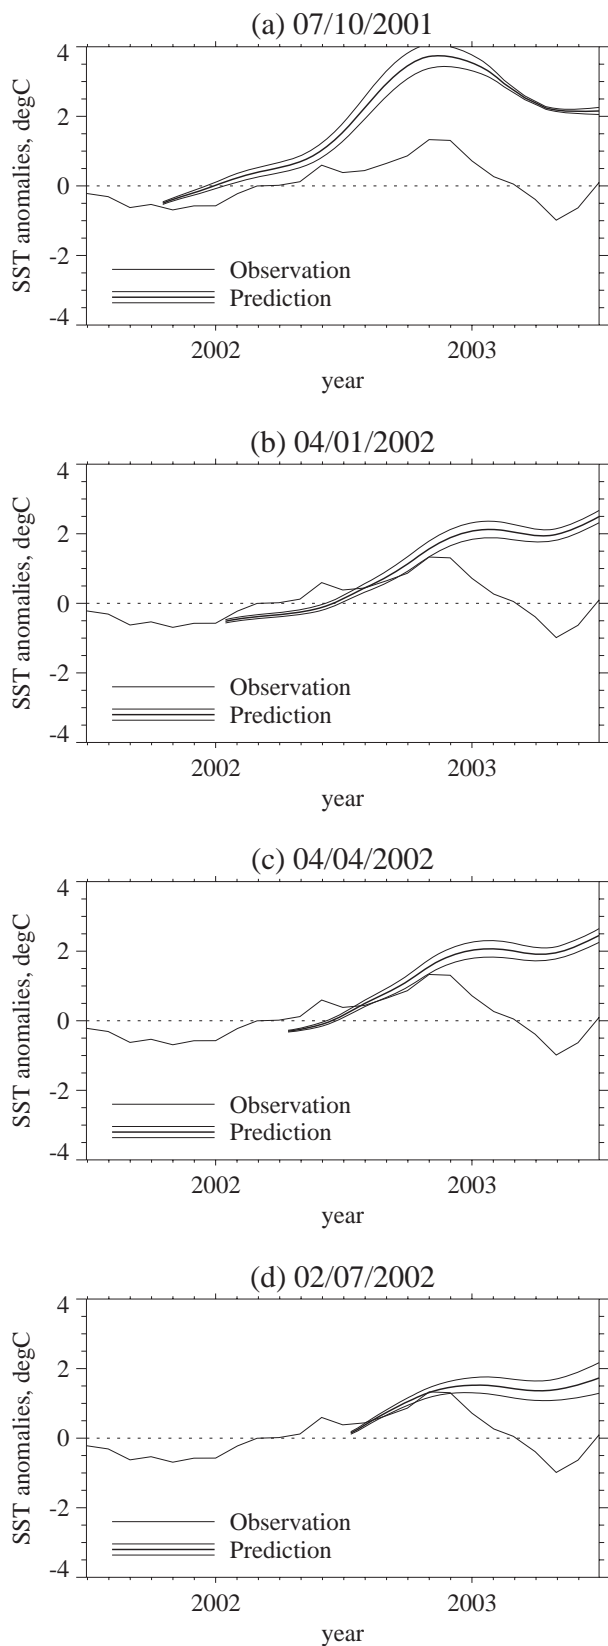 (a) 07/10/2001
4
2
0
-2
-4
SST anomalies, degC
Observation
Prediction
2002
2003
year
(b) 04/01/2002
4
2
0
-2
-4
SST anomalies, degC
Observation
Prediction
2002
2003
year
(c) 04/04/2002
4
2
0
-2
-4
SST anomalies, degC
Observation
Prediction
2002
2003
year
(d) 02/07/2002
4
2
0
-2
-4
SST anomalies, degC
Observation
Prediction
2002
2003
year